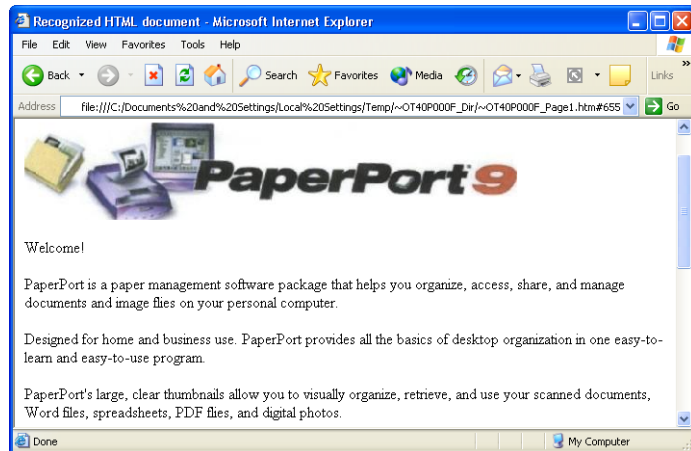 Recognized HTML document - Microsoft Internet Explorer
File Edit View Favorites Tools Help
Back Search Favorites Media Links
Address file:///C:/Documents%20and%20Settings/Local%20Settings/Temp/~OT40P000F_Dir/~OT40P000F_Page1.htm#655 Go
PaperPort 9
Welcome!
PaperPort is a paper management software package that helps you organize, access, share, and manage
documents and image flies on your personal computer.
Designed for home and business use. PaperPort provides all the basics of desktop organization in one easy-to-
learn and easy-to-use program.
PaperPort's large, clear thumbnails allow you to visually organize, retrieve, and use your scanned documents,
Word files, spreadsheets, PDF flies, and digital photos.
Done My Computer